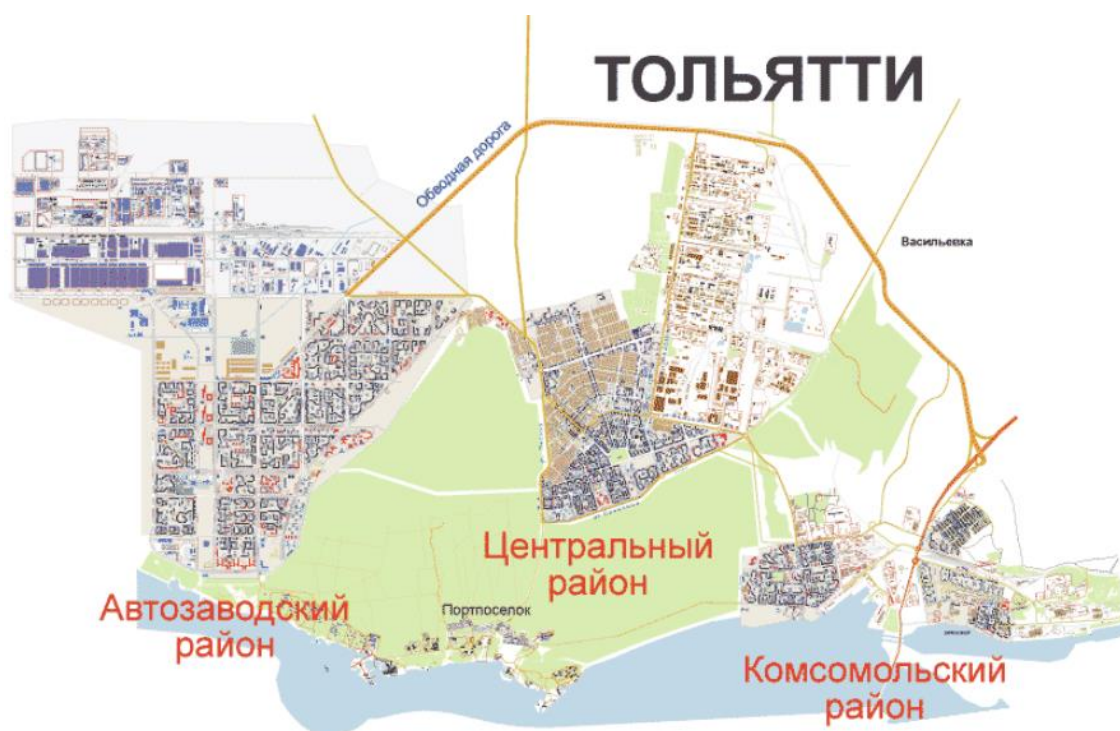 ТОЛЬЯТТИ
Обводная дорога
Васильевка
Центральный
район
Автозаводский
район
Портпоселок
Комсомольский
район